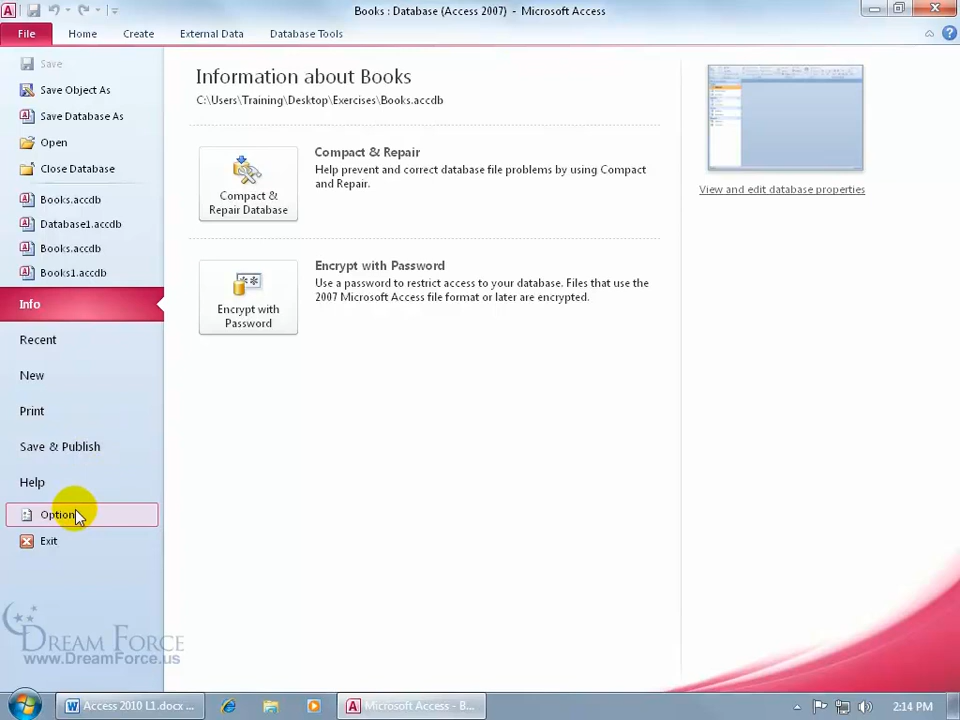 Books : Database (Access 2007) - Microsoft Access
File Home Create External Data Database Tools
Save
Save Object As
Save Database As
Open
Close Database
Books.accdb
Database1.accdb
Books.accdb
Books1.accdb
Info
Recent
New
Print
Save & Publish
Help
Option
Exit
Information about Books
C:\Users\Training\Desktop\Exercises\Books.accdb
Compact &
Repair Database
Compact & Repair
Help prevent and correct database file problems by using Compact
and Repair.
Encrypt with
Password
Encrypt with Password
Use a password to restrict access to your database. Files that use the
2007 Microsoft Access file format or later are encrypted.
View and edit database properties
DREAM FORCE
www.DreamForce.us
Access 2010 L1.docx ...
Microsoft Access - B...
2:14 PM